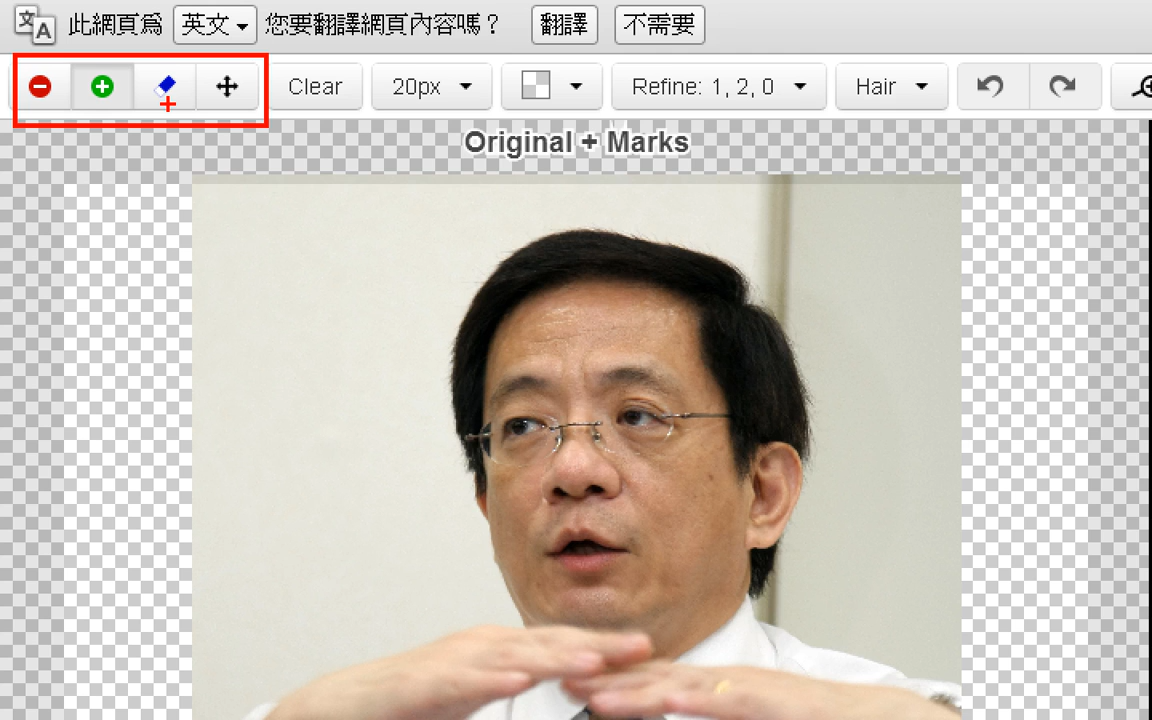 此網頁為 英文 您要翻譯網頁內容嗎？ 翻譯 不需要
Clear 20px Refine: 1, 2, 0 Hair
Original + Marks